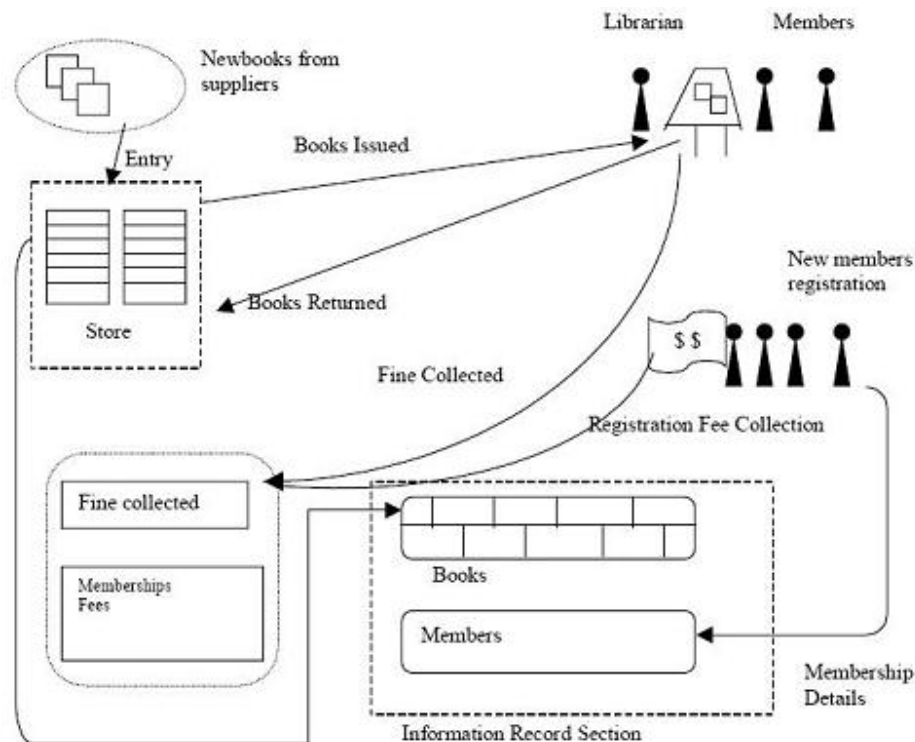 Librarian
Members
Newbooks from
suppliers
Books Issued
Entry
Store
Books Returned
New members
registration
$ $
Fine Collected
Registration Fee Collection
Fine collected
Memberhips
Fees
Books
Members
Membership
Details
Information Record Section